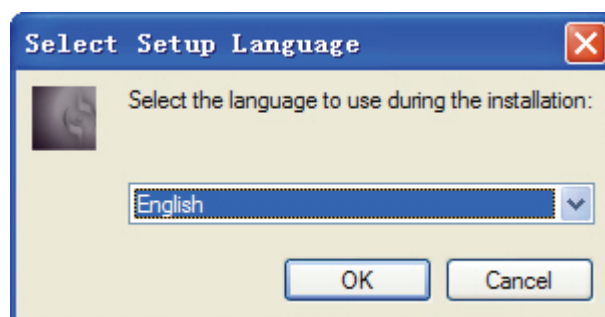 Select Setup Language
Select the language to use during the installation:
English
OK
Cancel